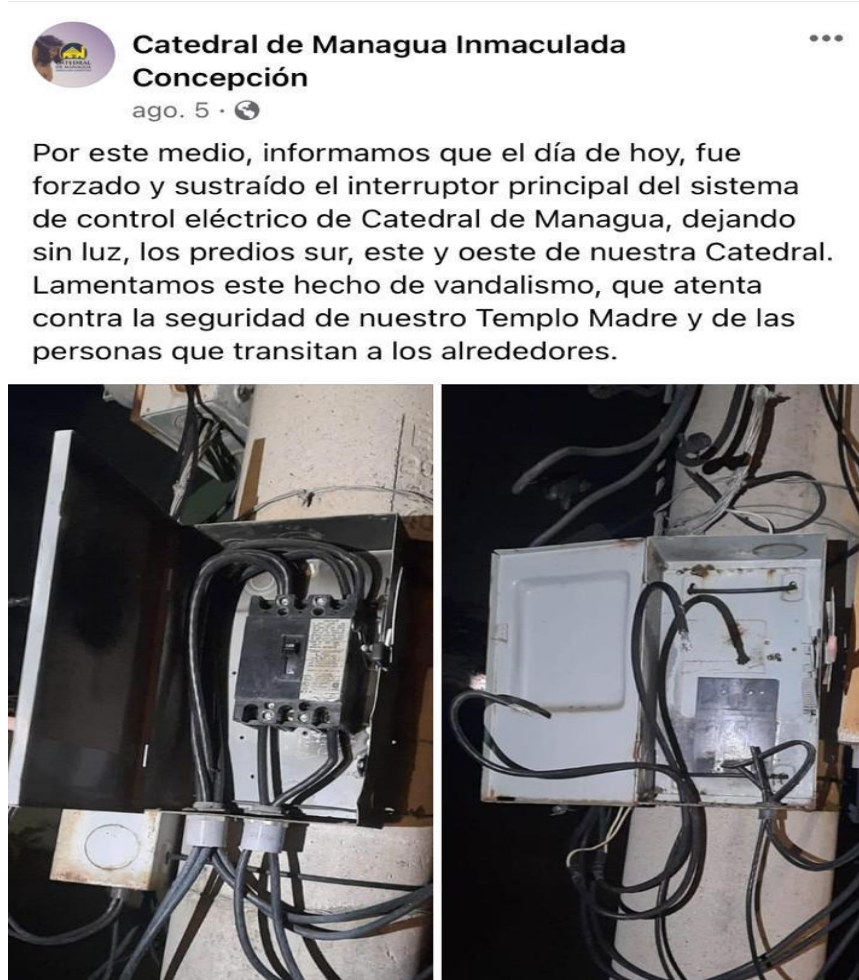 Catedral de Managua Inmaculada
Concepción
ago. 5 ·
Por este medio, informamos que el día de hoy, fue
forzado y sustraído el interruptor principal del sistema
de control eléctrico de Catedral de Managua, dejando
sin luz, los predios sur, este y oeste de nuestra Catedral.
Lamentamos este hecho de vandalismo, que atenta
contra la seguridad de nuestro Templo Madre y de las
personas que transitan a los alrededores.